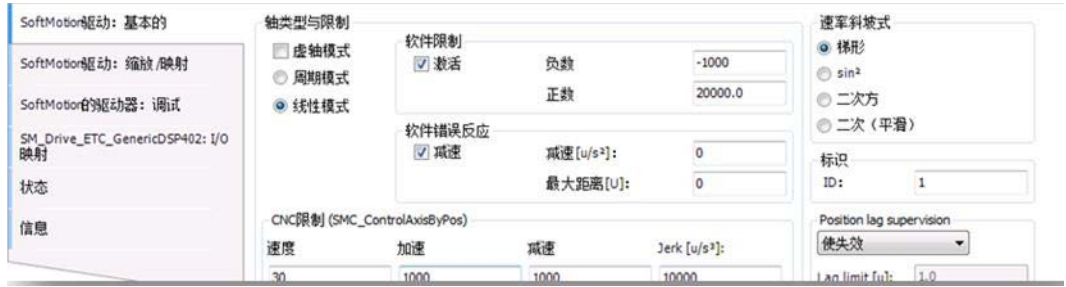 SoftMotion驱动：基本的
SoftMotion驱动：缩放/映射
SoftMotion的驱动器：调试
SM_Drive_ETC_GenericDSP402: I/O
映射
状态
信息
轴类型与限制
虚轴模式
周期模式
线性模式
软件限制
激活
负数
-1000
正数
20000.0
软件错误反应
减速
减速[u/s²]:
0
最大距离[U]:
0
CNC限制 (SMC_ControlAxisByPos)
速度
加速
减速
Jerk [u/s³]:
30
1000
1000
10000
速率斜坡式
梯形
sin²
二次方
二次（平滑）
标识
ID:
1
Position lag supervision
使失效
Lag limit [u]:
1.0